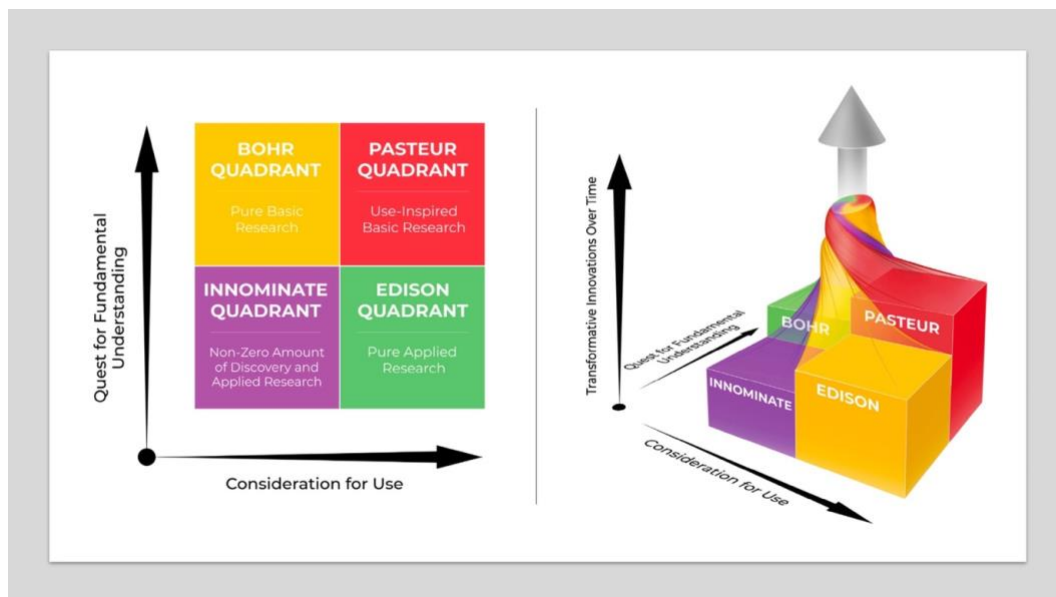 Quest for Fundamental
Understanding
BOHR
QUADRANT
Pure Basic
Research
PASTEUR
QUADRANT
Use-Inspired
Basic Research
INNOMINATE
QUADRANT
Non-Zero Amount
of Discovery and
Applied Research
EDISON
QUADRANT
Pure Applied
Research
Consideration for Use
Transformative Innovations Over Time
Quest for Fundamental
Understanding
BOHR
PASTEUR
INNOMINATE
EDISON
Consideration for Use